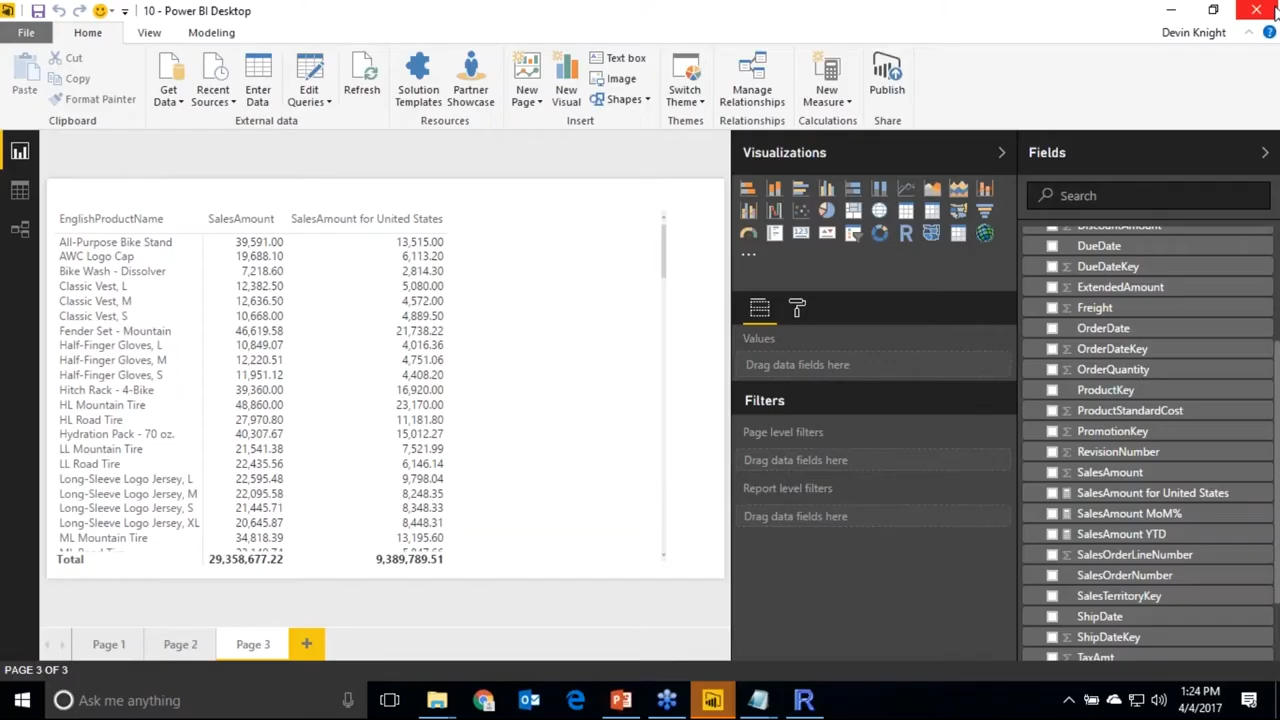 10 - Power BI Desktop
File Home View Modeling
Devin Knight
Paste
Cut
Copy
Format Painter
Get Data
Recent Sources
Enter Data
Edit Queries
Refresh
Solution Templates
Partner Showcase
New Page
New Visual
Text box
Image
Shapes
Switch Theme
Manage Relationships
New Measure
Publish
Clipboard External data Resources Insert Themes Relationships Calculations Share
EnglishProductName SalesAmount SalesAmount for United States
All-Purpose Bike Stand 39,591.00 13,515.00
AWC Logo Cap 19,688.10 6,113.20
Bike Wash - Dissolver 7,218.60 2,814.30
Classic Vest, L 12,382.50 5,080.00
Classic Vest, M 12,636.50 4,572.00
Classic Vest, S 10,668.00 4,889.50
Fender Set - Mountain 46,619.58 21,738.22
Half-Finger Gloves, L 10,849.07 4,016.36
Half-Finger Gloves, M 12,220.51 4,751.06
Half-Finger Gloves, S 11,951.12 4,408.20
Hitch Rack - 4-Bike 39,360.00 16,920.00
HL Mountain Tire 48,860.00 23,170.00
HL Road Tire 27,970.80 11,181.80
Hydration Pack - 70 oz. 40,307.67 15,012.27
LL Mountain Tire 21,541.38 7,521.99
LL Road Tire 22,435.56 6,146.14
Long-Sleeve Logo Jersey, L 22,595.48 9,798.04
Long-Sleeve Logo Jersey, M 22,095.58 8,248.35
Long-Sleeve Logo Jersey, S 21,445.71 8,348.33
Long-Sleeve Logo Jersey, XL 20,645.87 8,448.31
ML Mountain Tire 34,818.39 13,195.60
Total 29,358,677.22 9,389,789.51
Page 1 Page 2 Page 3 +
PAGE 3 OF 3
Visualizations
Values
Drag data fields here
Filters
Page level filters
Drag data fields here
Report level filters
Drag data fields here
Fields
Search
DiscountAmount
DueDate
DueDateKey
ExtendedAmount
Freight
OrderDate
OrderDateKey
OrderQuantity
ProductKey
ProductStandardCost
PromotionKey
RevisionNumber
SalesAmount
SalesAmount for United States
SalesAmount MoM%
SalesAmount YTD
SalesOrderLineNumber
SalesOrderNumber
SalesTerritoryKey
ShipDate
ShipDateKey
TaxAmt
Ask me anything
1:24 PM
4/4/2017